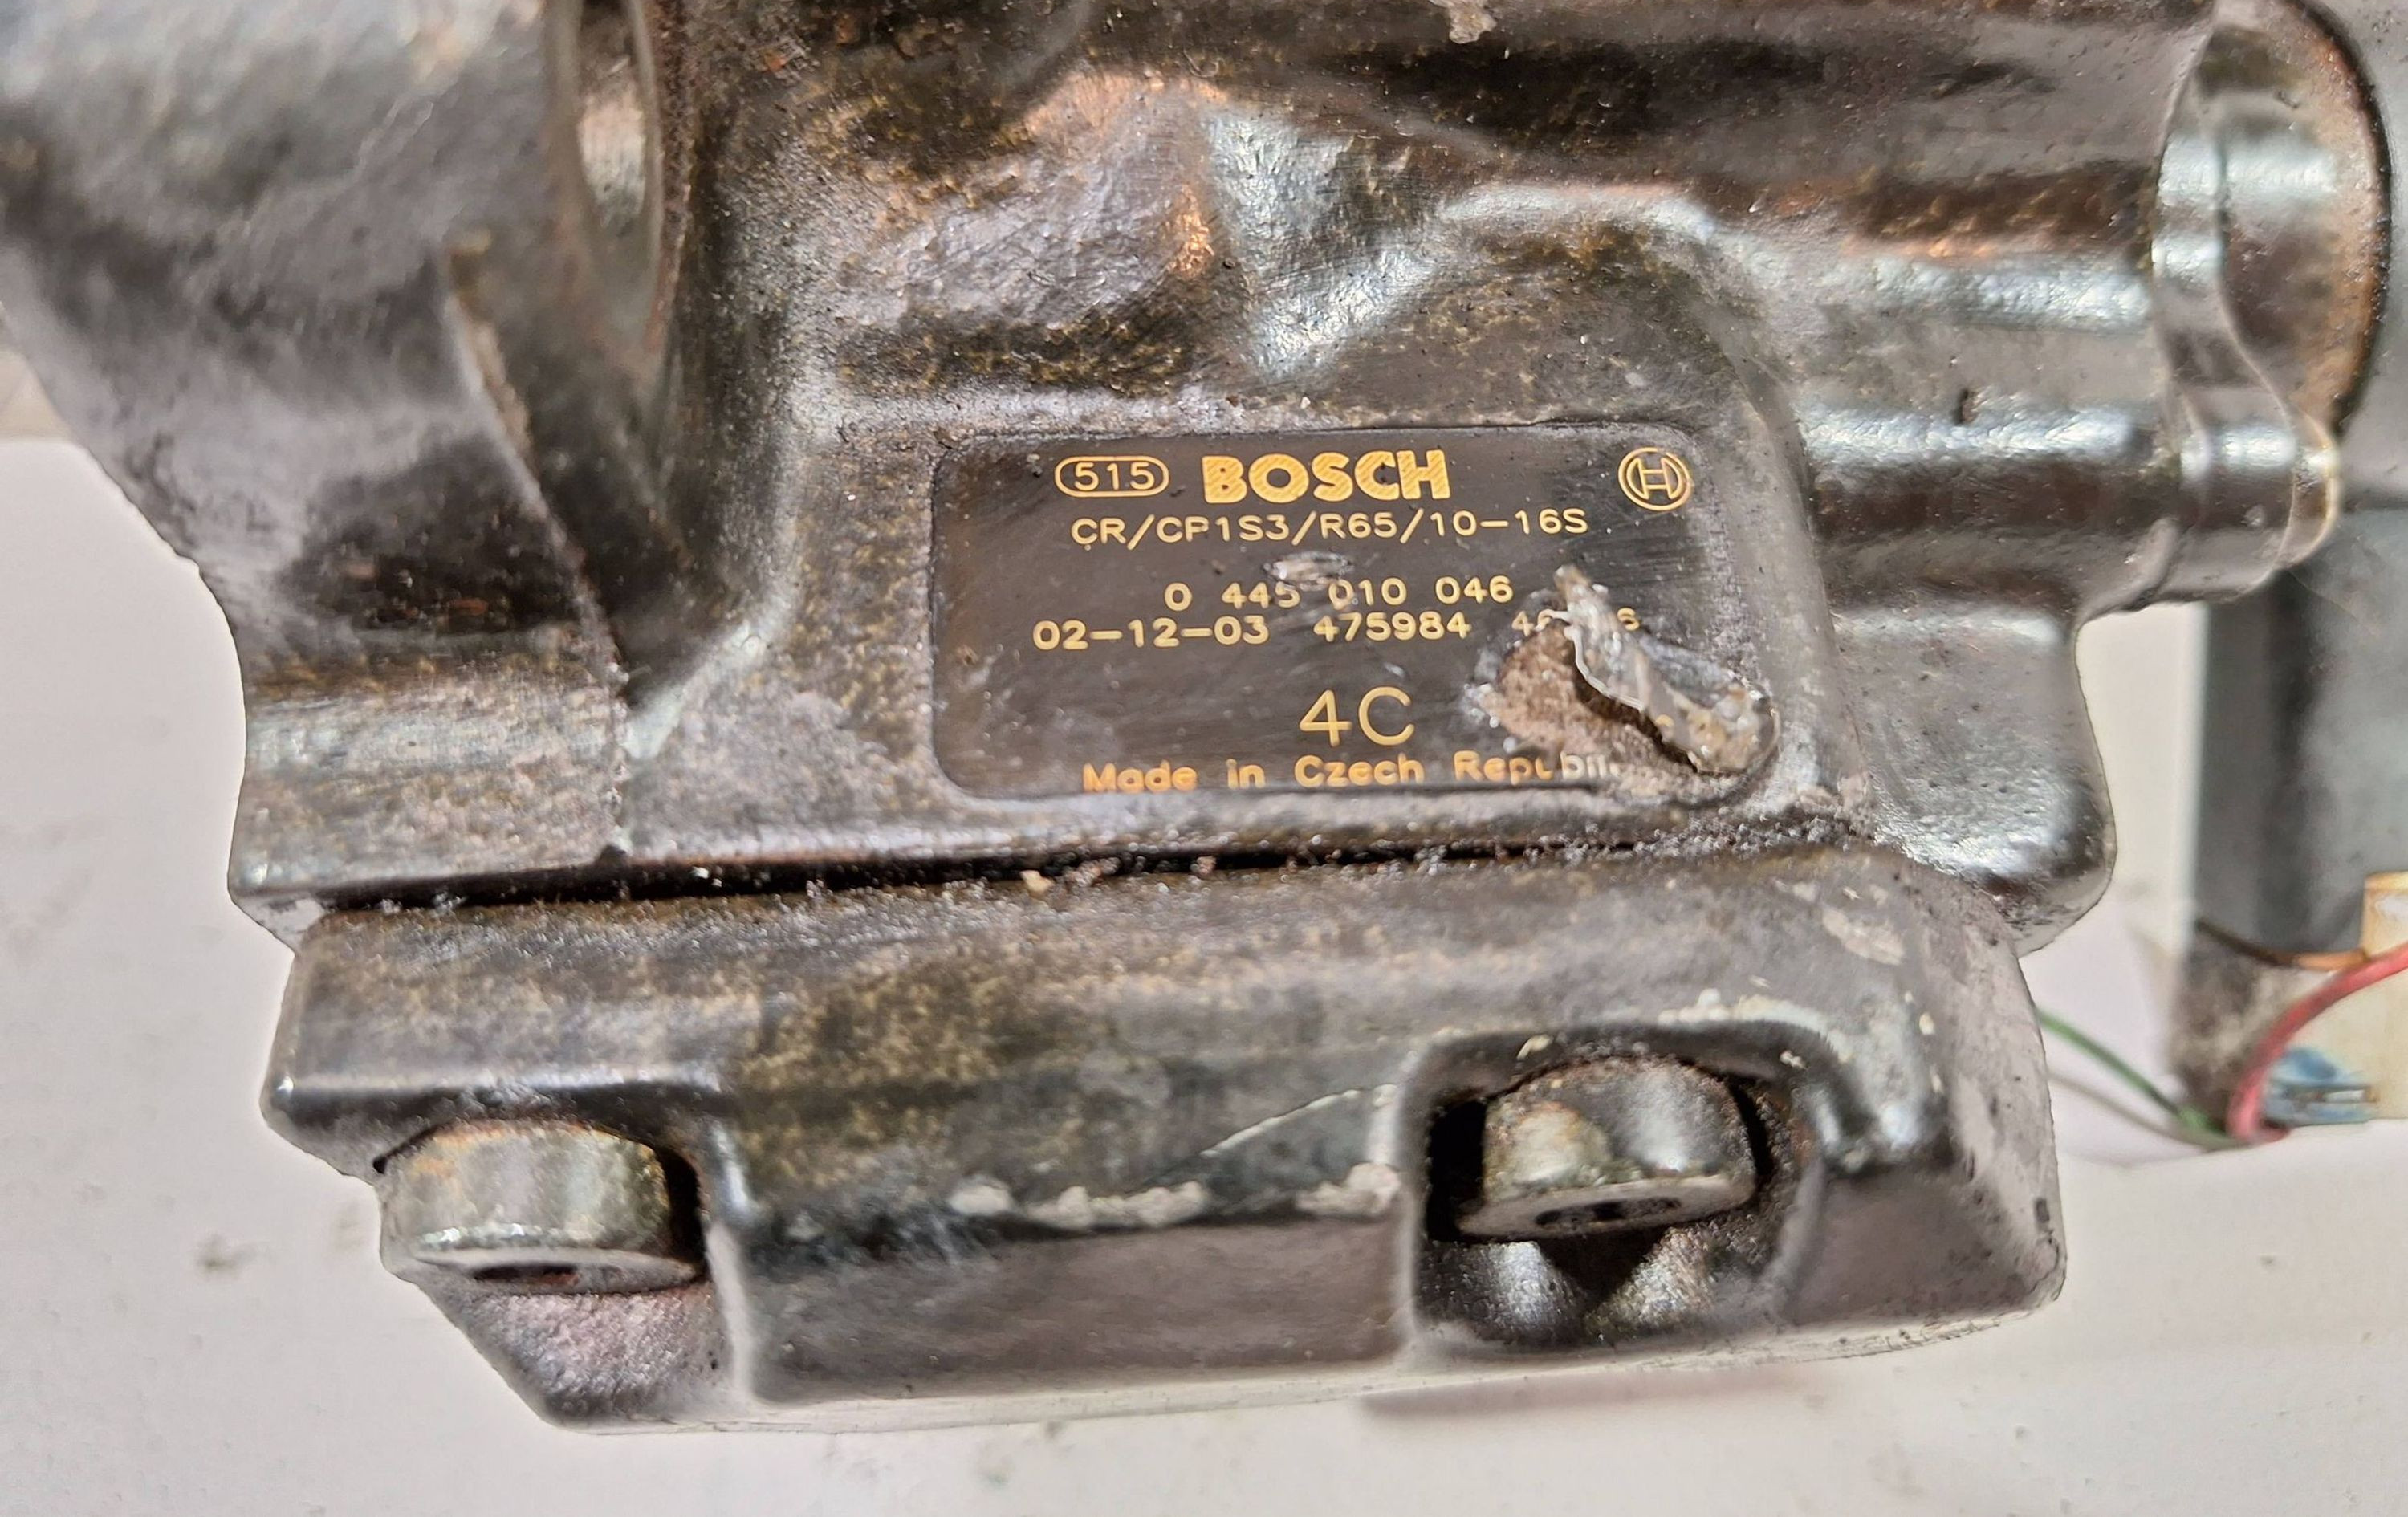 515 BOSCH
CR/CP1S3/R65/10-16S
0 445 010 046
02-12-03 475984
4C
Made in Czech